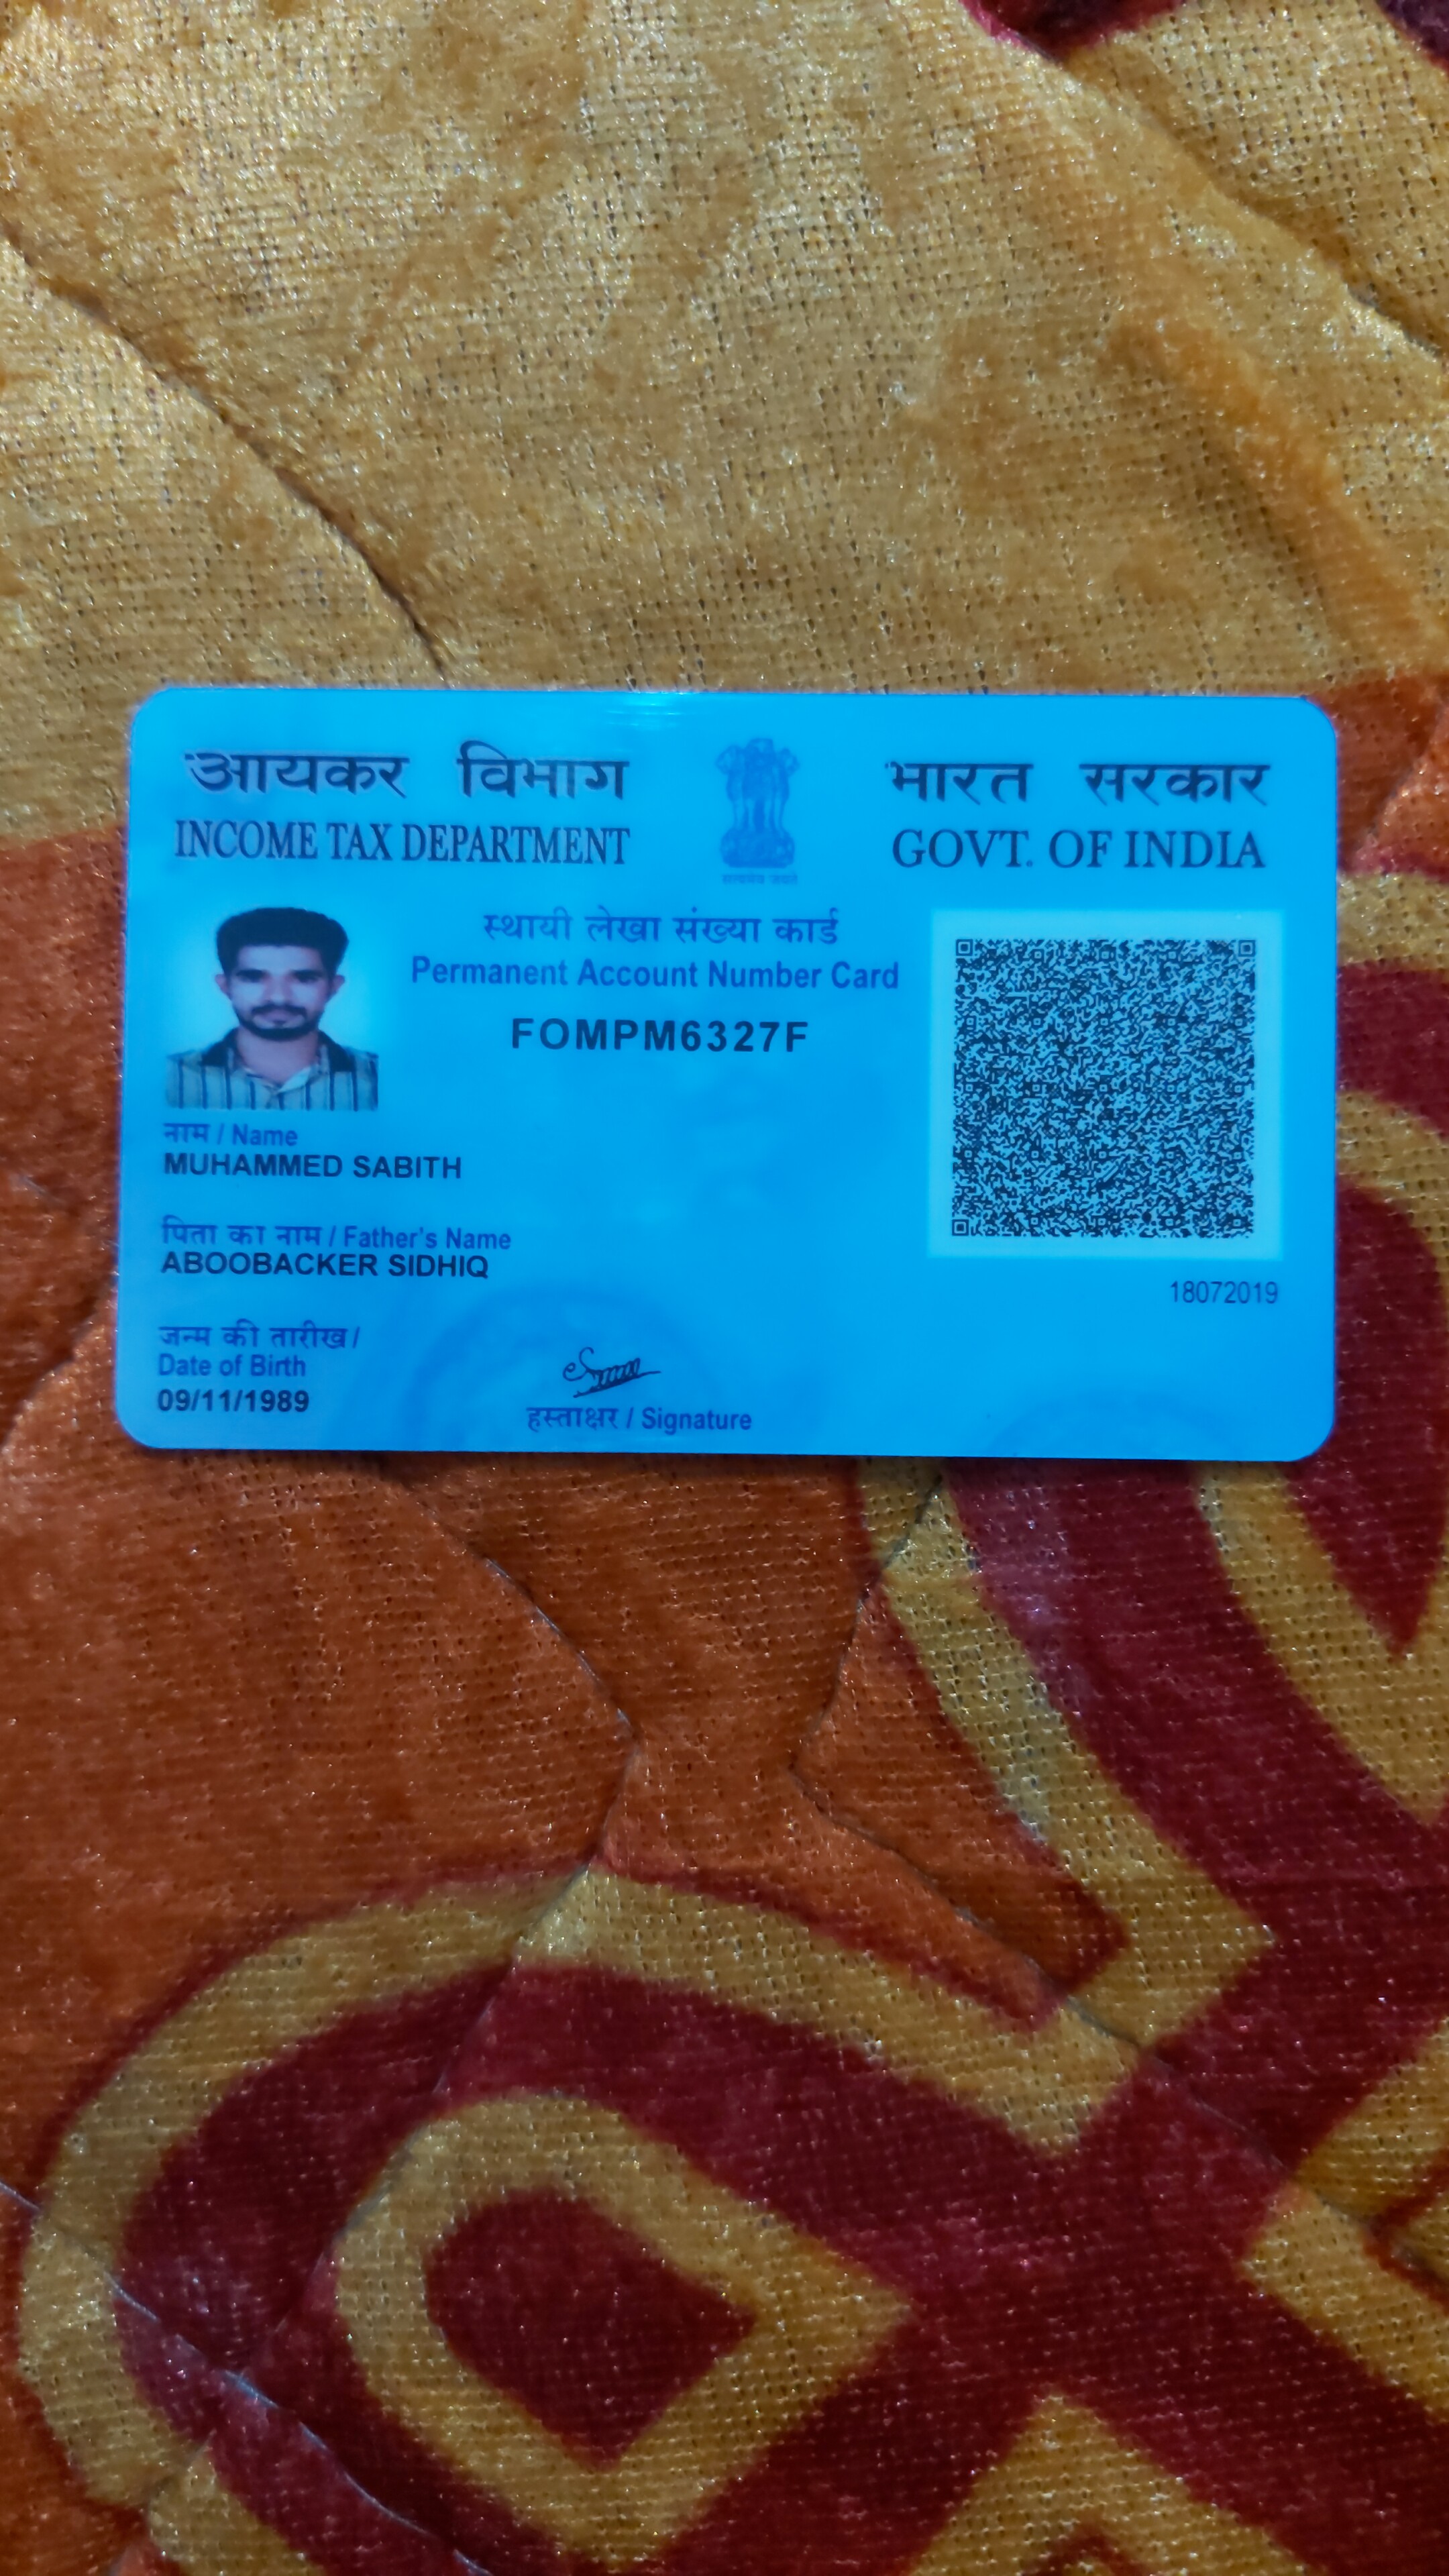 आयकर विभाग
INCOME TAX DEPARTMENT
सत्यमेव जयते
भारत सरकार
GOVT. OF INDIA
स्थायी लेखा संख्या कार्ड
Permanent Account Number Card
FOMPM6327F
नाम / Name
MUHAMMED SABITH
पिता का नाम / Father's Name
ABOOBACKER SIDHIQ
18072019
जन्म की तारीख /
Date of Birth
09/11/1989
हस्ताक्षर / Signature